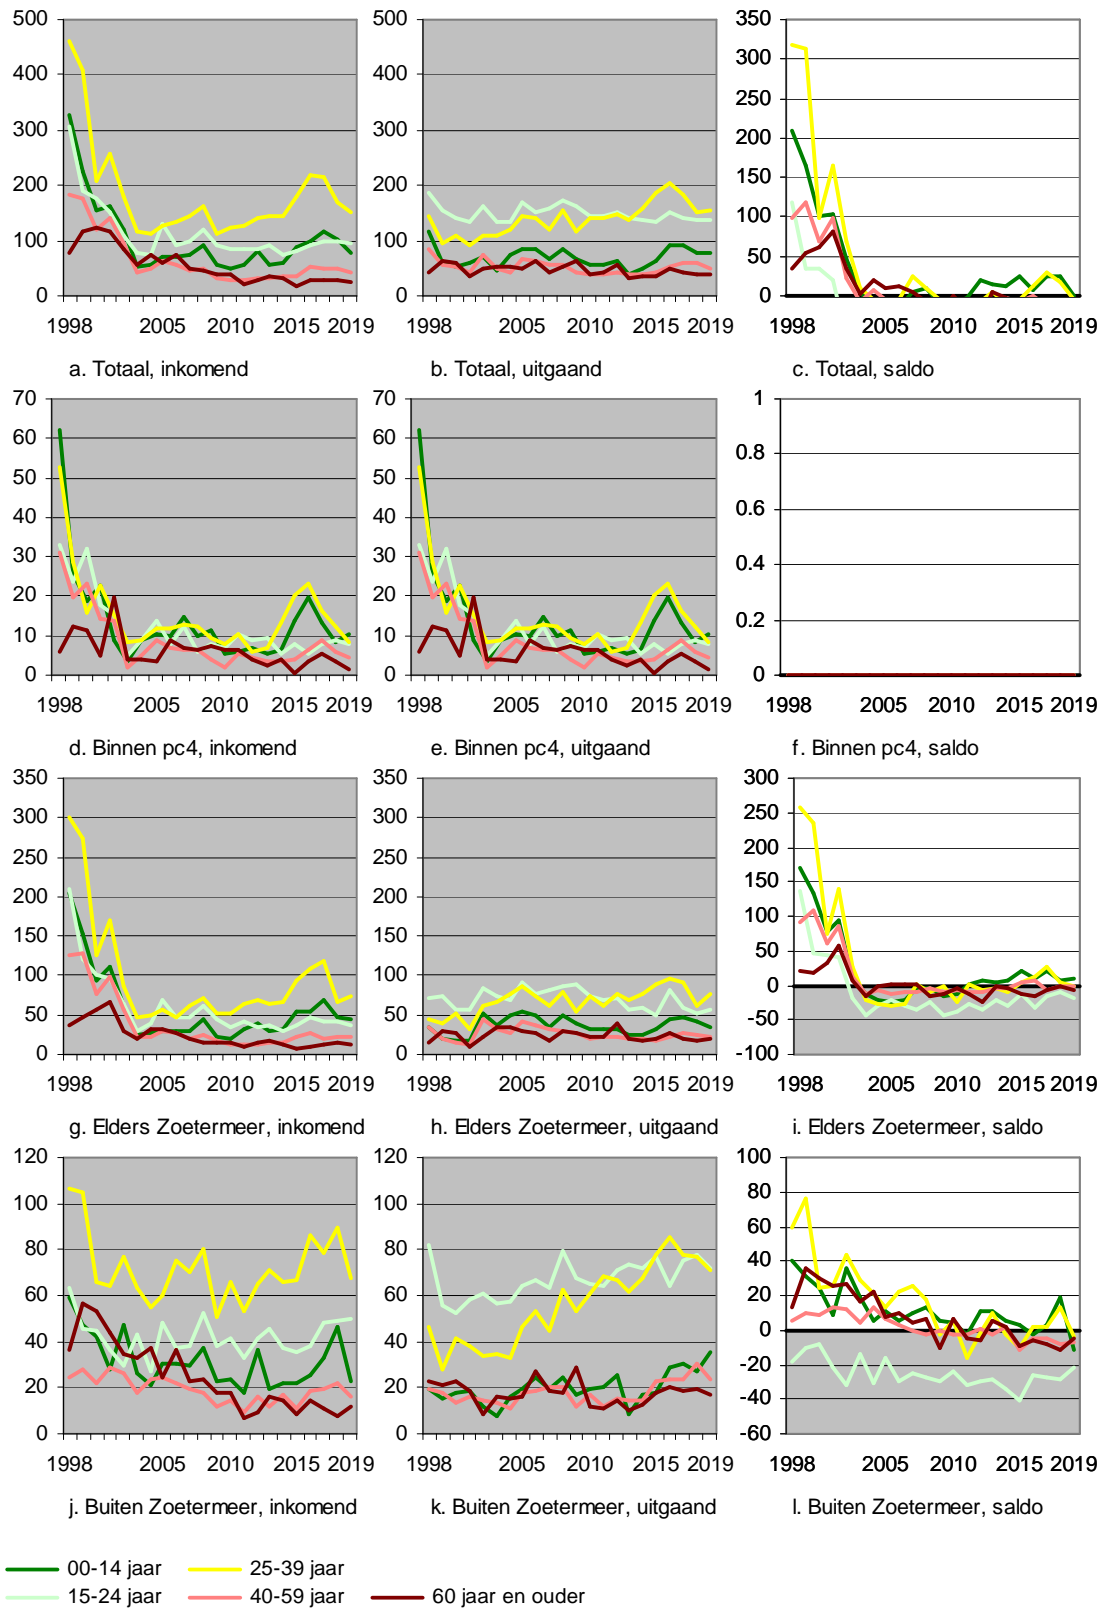 500 500 350
400 400 300
300 300 250
200 200 200
100 100 150
0 0 100
50
0
1998 2005 2010 2015 2019 1998 2005 2010 2015 2019 1998 2005 2010 2015 2019
a. Totaal, inkomend b. Totaal, uitgaand c. Totaal, saldo
70 70 1
60 60 0.8
50 50 0.6
40 40 0.4
30 30 0.2
20 20 0
10 10
0 0
1998 2005 2010 2015 2019 1998 2005 2010 2015 2019 1998 2005 2010 2015 2019
d. Binnen pc4, inkomend e. Binnen pc4, uitgaand f. Binnen pc4, saldo
350 350 300
300 300 250
250 250 200
200 200 150
150 150 100
100 100 50
50 50 0
0 0 -50
-100
1998 2005 2010 2015 2019 1998 2005 2010 2015 2019 1998 2005 2010 2015 2019
g. Elders Zoetermeer, inkomend h. Elders Zoetermeer, uitgaand i. Elders Zoetermeer, saldo
120 120 100
100 100 80
80 80 60
60 60 40
40 40 20
20 20 0
0 0 -20
-40
-60
1998 2005 2010 2015 2019 1998 2005 2010 2015 2019 1998 2005 2010 2015 2019
j. Buiten Zoetermeer, inkomend k. Buiten Zoetermeer, uitgaand l. Buiten Zoetermeer, saldo
00-14 jaar 25-39 jaar
15-24 jaar 40-59 jaar 60 jaar en ouder